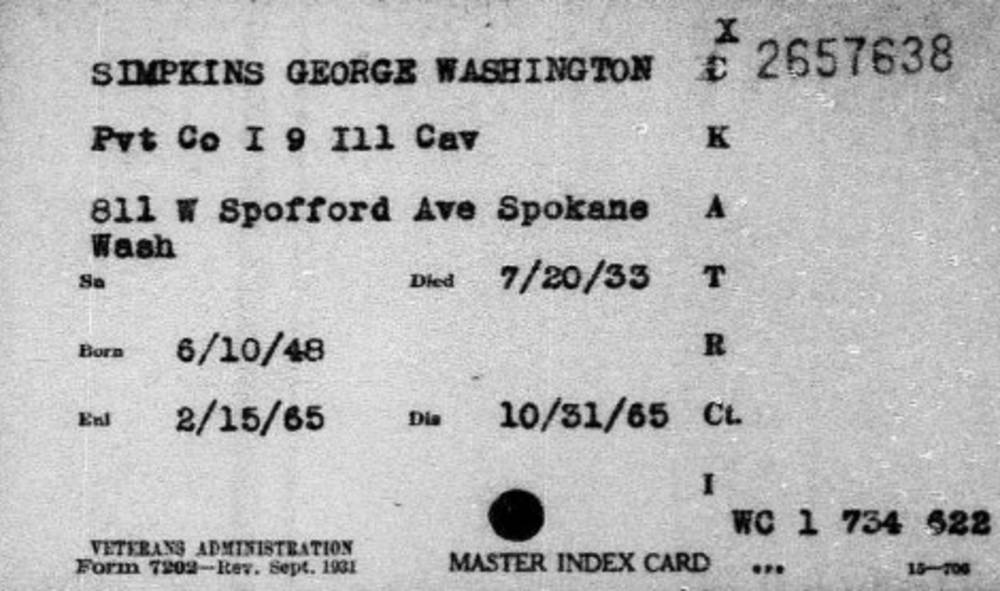 X
SIMPKINS GEORGE WASHINGTON C 2657638
Pvt Co I 9 Ill Cav K
811 W Spofford Ave Spokane A
Wash
Sn Died 7/20/33 T
Born 6/10/48 R
Enl 2/15/65 Dis 10/31/65 Ct.
I
WC 1 734 622
VETERANS ADMINISTRATION
Form 7202—Rev. Sept. 1931 MASTER INDEX CARD ... 15—706